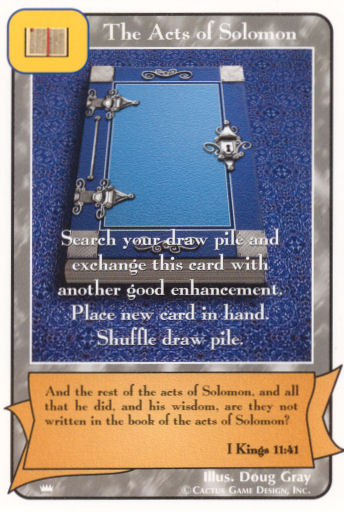 The Acts of Solomon
Search your draw pile and
exchange this card with
another good enhancement.
Place new card in hand.
Shuffle draw pile.
And the rest of the acts of Solomon, and all
that he did, and his wisdom, are they not
written in the book of the acts of Solomon?
I Kings 11:41
Illus. Doug Gray
© Cactus Game Design, Inc.